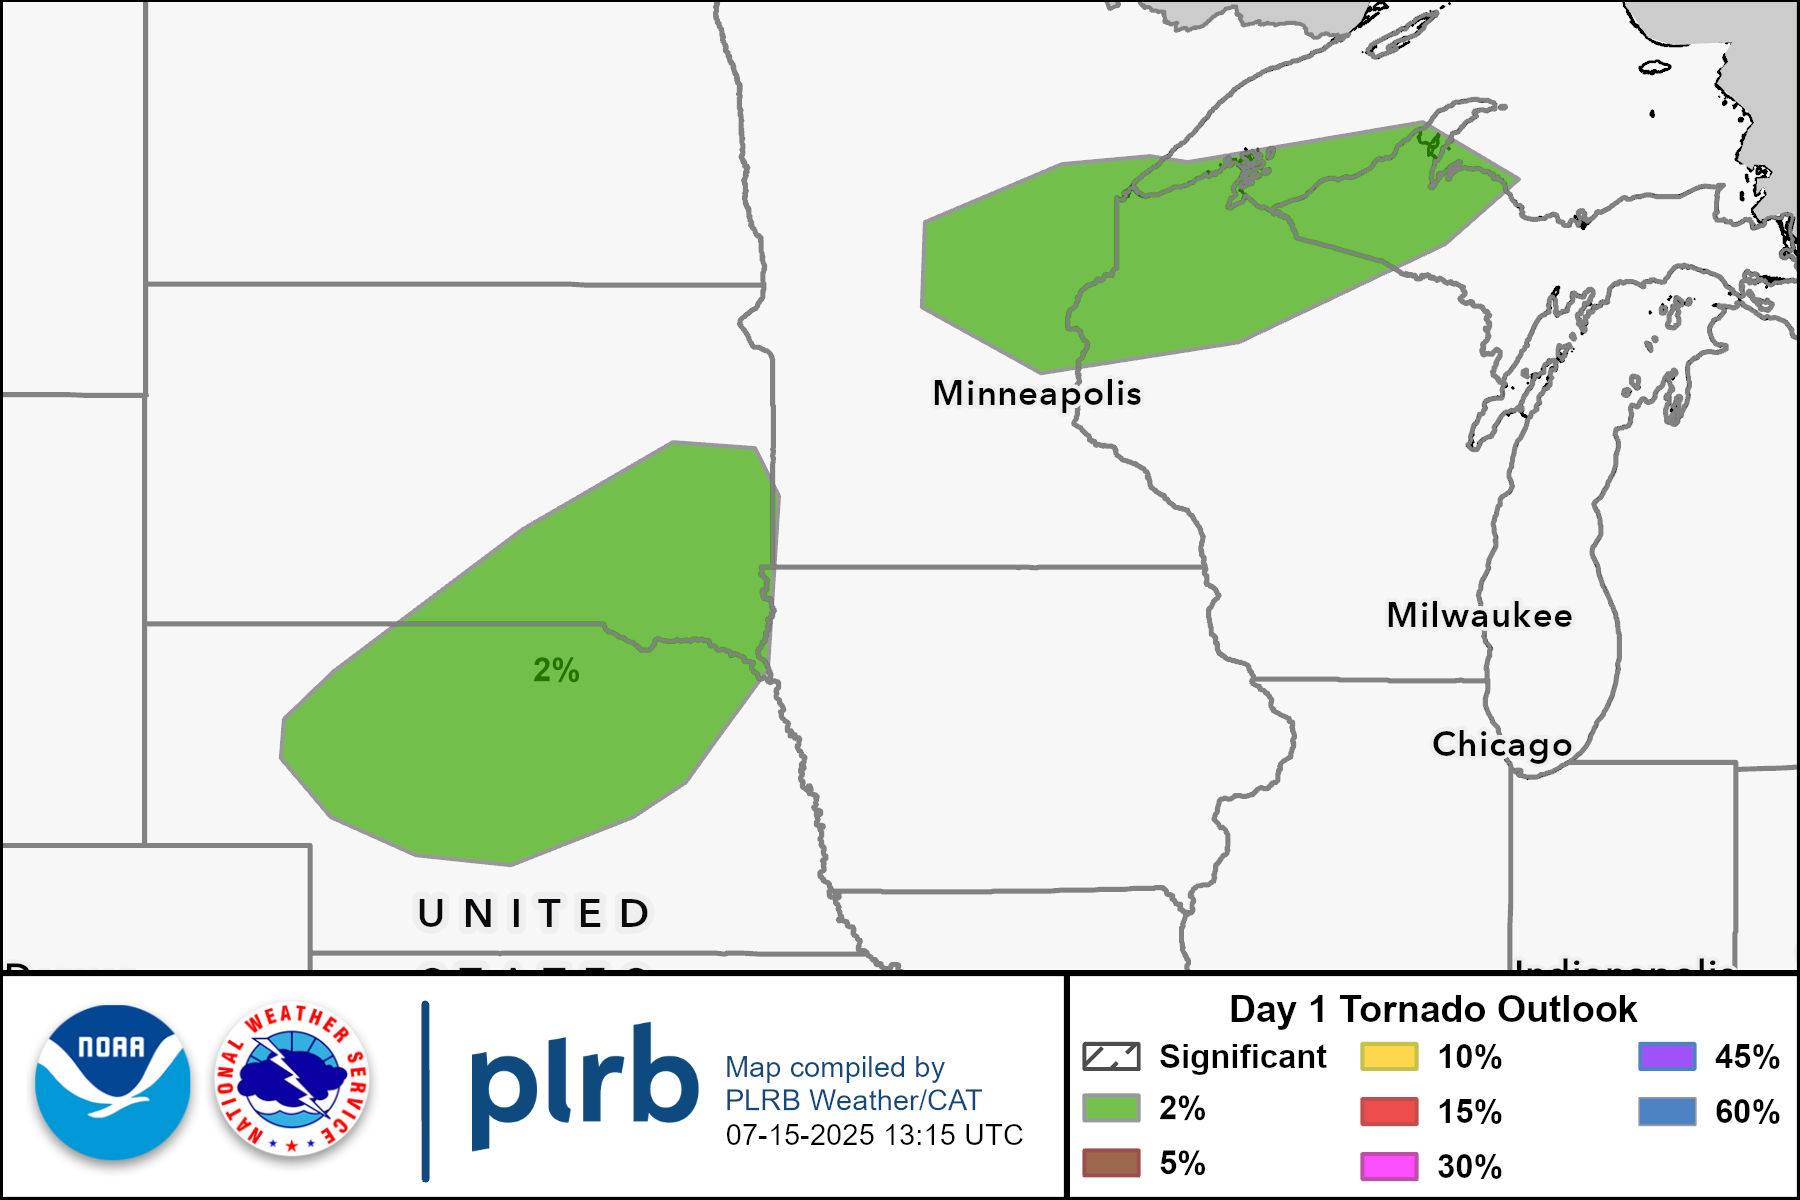 Minneapolis
Milwaukee
2%
Chicago
UNITED
NOAA
NATIONAL WEATHER SERVICE
plrb
Map compiled by
PLRB Weather/CAT
07-15-2025 13:15 UTC
Day 1 Tornado Outlook
Significant
2%
5%
10%
15%
30%
45%
60%